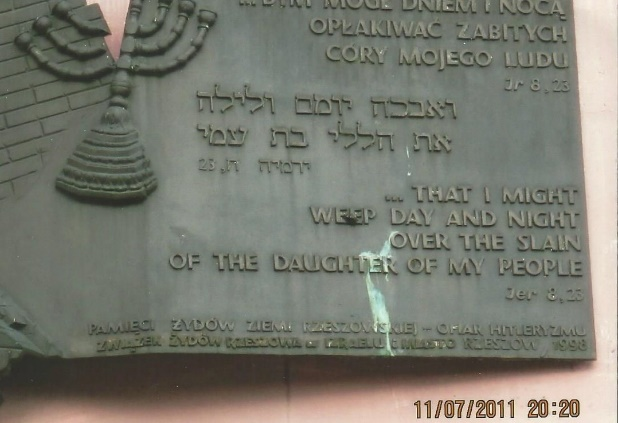 ... BYM MÓGŁ DNIEM I NOCĄ
OPŁAKIWAĆ ZABITYCH
CÓRY MOJEGO LUDU
Jr 8, 23
ואבכה יומם ולילה
את חללי בת עמי
ירמיה ח, 23
... THAT I MIGHT
WEEP DAY AND NIGHT
OVER THE SLAIN
OF THE DAUGHTER OF MY PEOPLE
Jer 8, 23
PAMIĘCI ŻYDÓW ZIEMI RZESZOWSKIEJ – OFIAR HITLERYZMU
ZWIĄZEK ŻYDÓW RZESZOWA w IZRAELU i MIASTO RZESZÓW 1998
11/07/2011 20:20